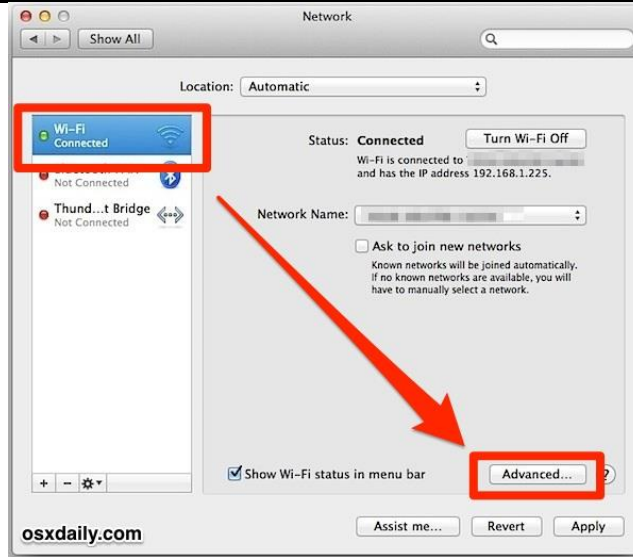 Network
Show All
Location: Automatic
Wi-Fi
Connected
Status: Connected
Turn Wi-Fi Off
Wi-Fi is connected to
and has the IP address 192.168.1.225.
Not Connected
Thund...t Bridge
Not Connected
Network Name:
Ask to join new networks
Known networks will be joined automatically.
If no known networks are available, you will
have to manually select a network.
Show Wi-Fi status in menu bar
Advanced...
?
+ −
osxdaily.com
Assist me...
Revert
Apply